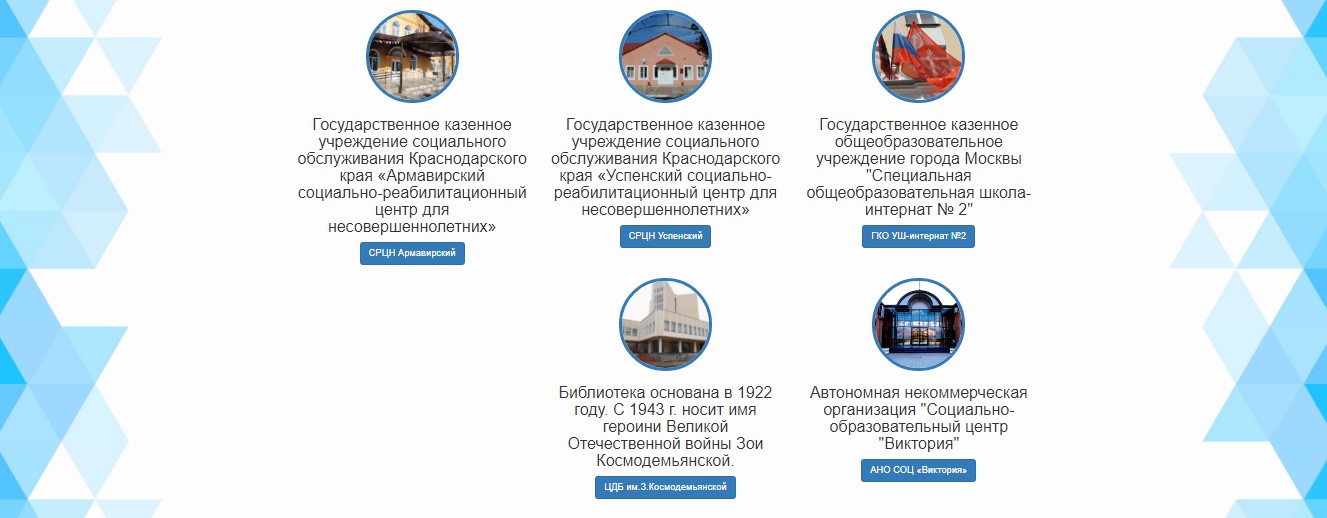 Государственное казенное
учреждение социального
обслуживания Краснодарского
края «Армавирский
социально-реабилитационный
центр для
несовершеннолетних»
СРЦН Армавирский
Государственное казенное
учреждение социального
обслуживания Краснодарского
края «Успенский социально-
реабилитационный центр для
несовершеннолетних»
СРЦН Успенский
Государственное казенное
общеобразовательное
учреждение города Москвы
"Специальная
общеобразовательная школа-
интернат № 2"
ГКО УШ-интернат №2
Библиотека основана в 1922
году. С 1943 г. носит имя
героини Великой
Отечественной войны Зои
Космодемьянской.
ЦДБ им.З.Космодемьянской
Автономная некоммерческая
организация "Социально-
образовательный центр
"Виктория"
АНО СОЦ «Виктория»